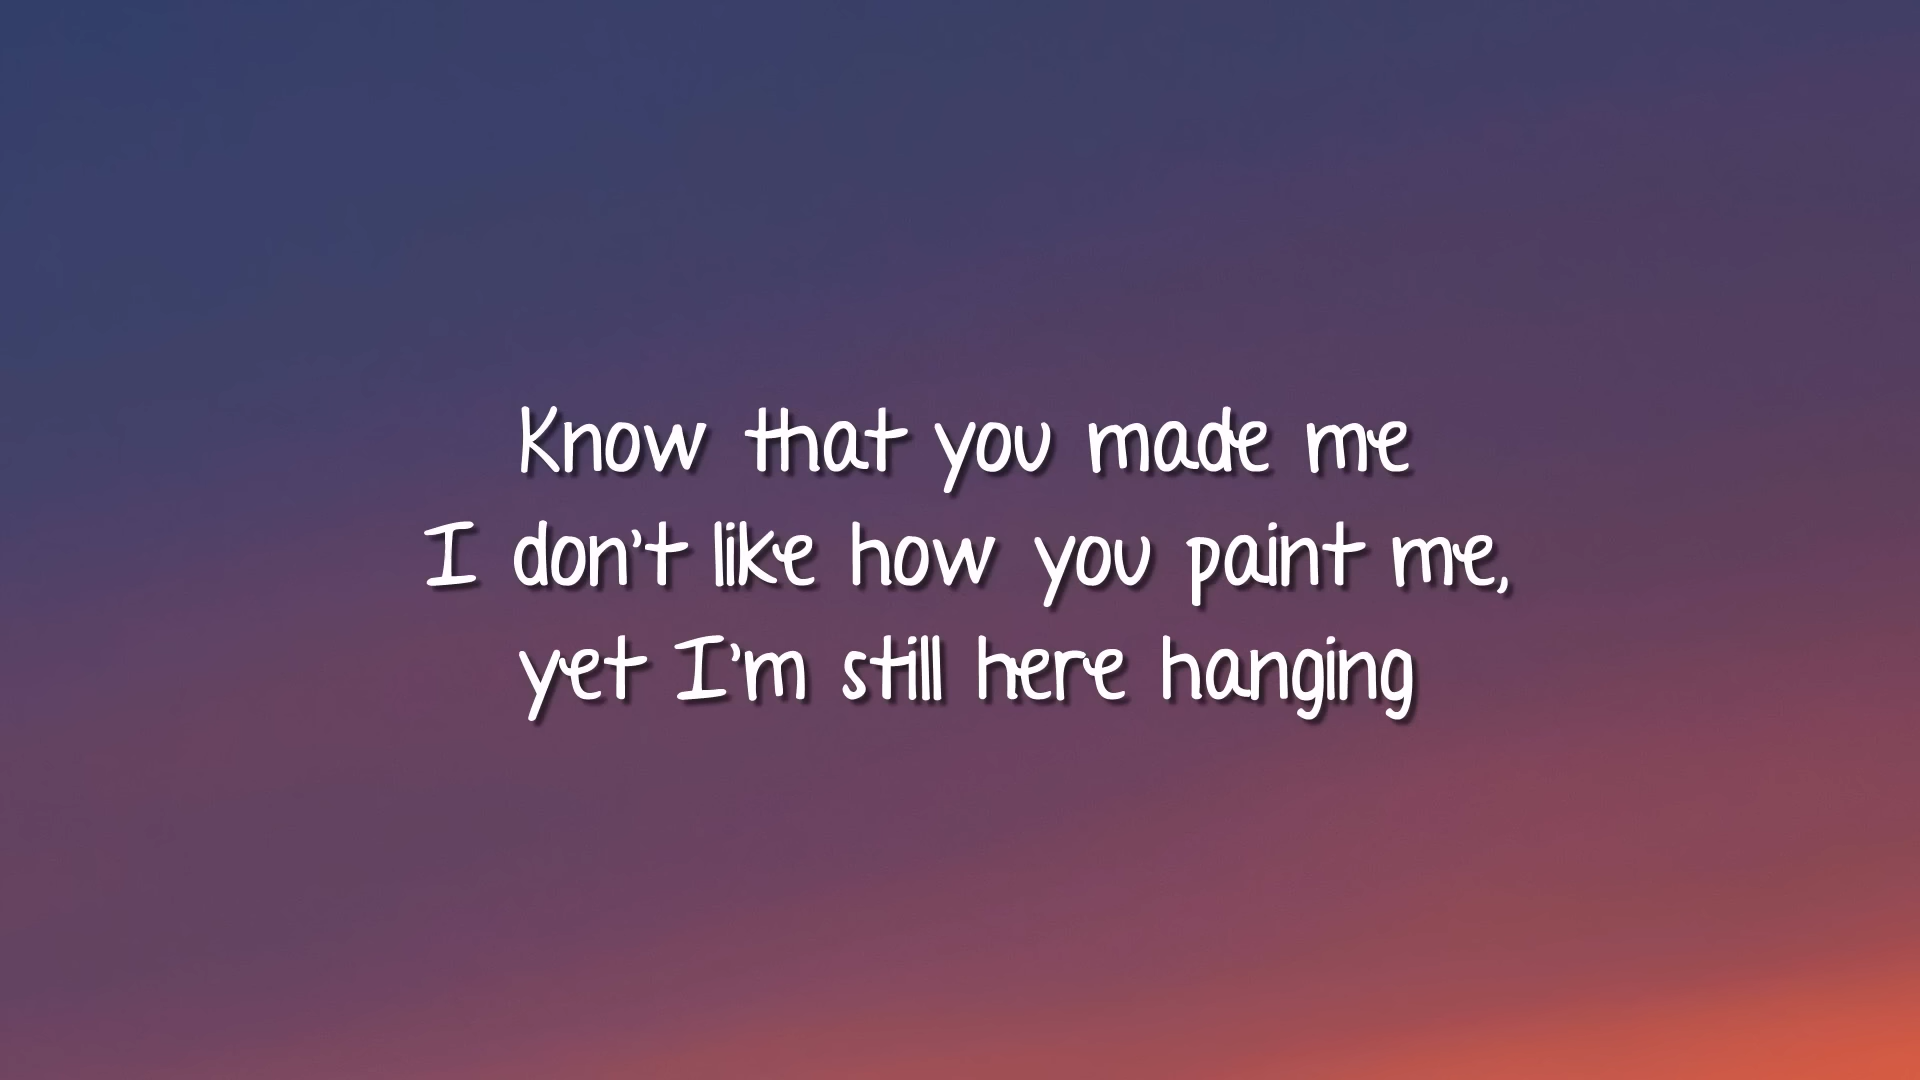 Know that you made me
I don't like how you paint me,
yet I'm still here hanging